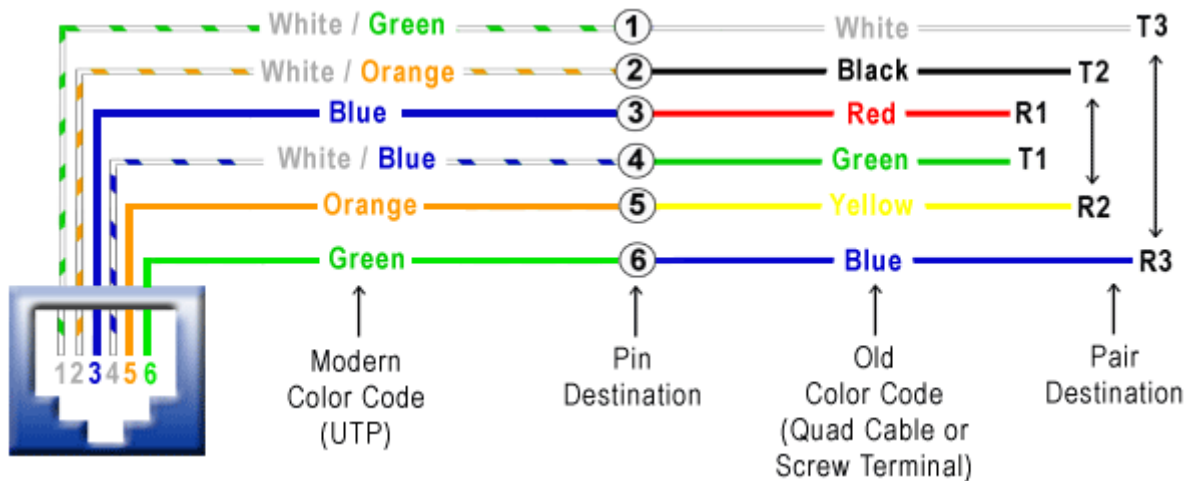 White / Green 1 White T3
White / Orange 2 Black T2
Blue 3 Red R1
White / Blue 4 Green T1
Orange 5 Yellow R2
Green 6 Blue R3
1 2 3 4 5 6
Modern
Color Code
(UTP)
Pin
Destination
Old
Color Code
(Quad Cable or
Screw Terminal)
Pair
Destination